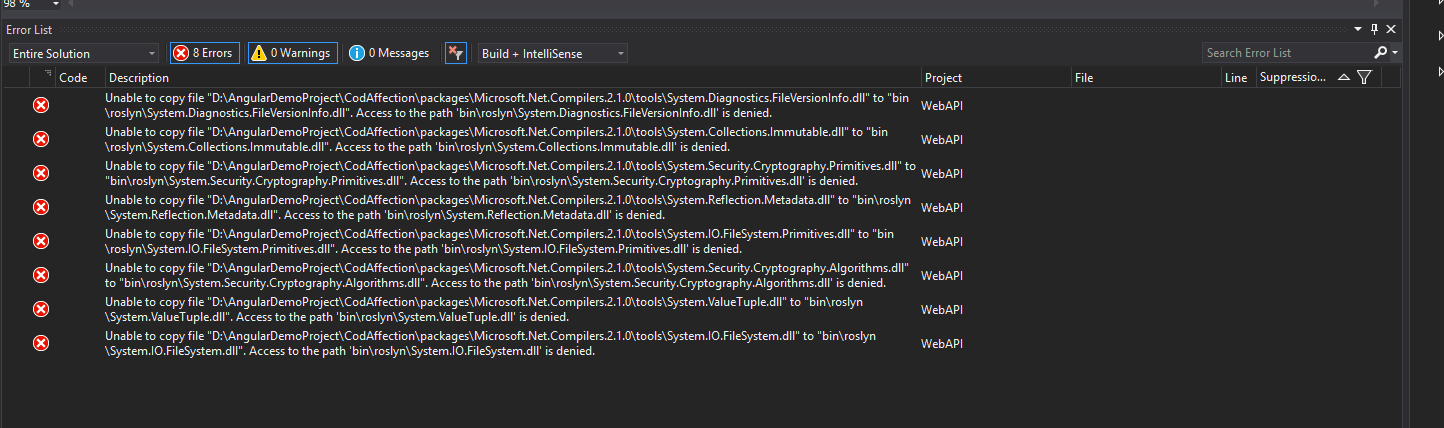 98 %
Error List
Entire Solution 8 Errors 0 Warnings 0 Messages Build + IntelliSense Search Error List
Code Description Project File Line Suppressio...
Unable to copy file "D:\AngularDemoProject\CodAffection\packages\Microsoft.Net.Compilers.2.1.0\tools\System.Diagnostics.FileVersionInfo.dll" to "bin
\roslyn\System.Diagnostics.FileVersionInfo.dll". Access to the path 'bin\roslyn\System.Diagnostics.FileVersionInfo.dll' is denied.
WebAPI
Unable to copy file "D:\AngularDemoProject\CodAffection\packages\Microsoft.Net.Compilers.2.1.0\tools\System.Collections.Immutable.dll" to "bin
\roslyn\System.Collections.Immutable.dll". Access to the path 'bin\roslyn\System.Collections.Immutable.dll' is denied.
WebAPI
Unable to copy file "D:\AngularDemoProject\CodAffection\packages\Microsoft.Net.Compilers.2.1.0\tools\System.Security.Cryptography.Primitives.dll" to
"bin\roslyn\System.Security.Cryptography.Primitives.dll". Access to the path 'bin\roslyn\System.Security.Cryptography.Primitives.dll' is denied.
WebAPI
Unable to copy file "D:\AngularDemoProject\CodAffection\packages\Microsoft.Net.Compilers.2.1.0\tools\System.Reflection.Metadata.dll" to "bin\roslyn
\System.Reflection.Metadata.dll". Access to the path 'bin\roslyn\System.Reflection.Metadata.dll' is denied.
WebAPI
Unable to copy file "D:\AngularDemoProject\CodAffection\packages\Microsoft.Net.Compilers.2.1.0\tools\System.IO.FileSystem.Primitives.dll" to "bin
\roslyn\System.IO.FileSystem.Primitives.dll". Access to the path 'bin\roslyn\System.IO.FileSystem.Primitives.dll' is denied.
WebAPI
Unable to copy file "D:\AngularDemoProject\CodAffection\packages\Microsoft.Net.Compilers.2.1.0\tools\System.Security.Cryptography.Algorithms.dll"
to "bin\roslyn\System.Security.Cryptography.Algorithms.dll". Access to the path 'bin\roslyn\System.Security.Cryptography.Algorithms.dll' is denied.
WebAPI
Unable to copy file "D:\AngularDemoProject\CodAffection\packages\Microsoft.Net.Compilers.2.1.0\tools\System.ValueTuple.dll" to "bin\roslyn
\System.ValueTuple.dll". Access to the path 'bin\roslyn\System.ValueTuple.dll' is denied.
WebAPI
Unable to copy file "D:\AngularDemoProject\CodAffection\packages\Microsoft.Net.Compilers.2.1.0\tools\System.IO.FileSystem.dll" to "bin\roslyn
\System.IO.FileSystem.dll". Access to the path 'bin\roslyn\System.IO.FileSystem.dll' is denied.
WebAPI